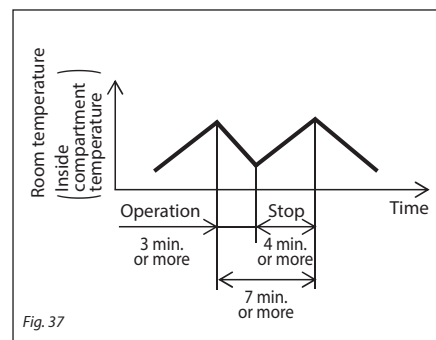 Room temperature
(Inside
compartment
temperature)
Operation
Stop
Time
3 min.
or more
4 min.
or more
7 min.
or more
Fig. 37